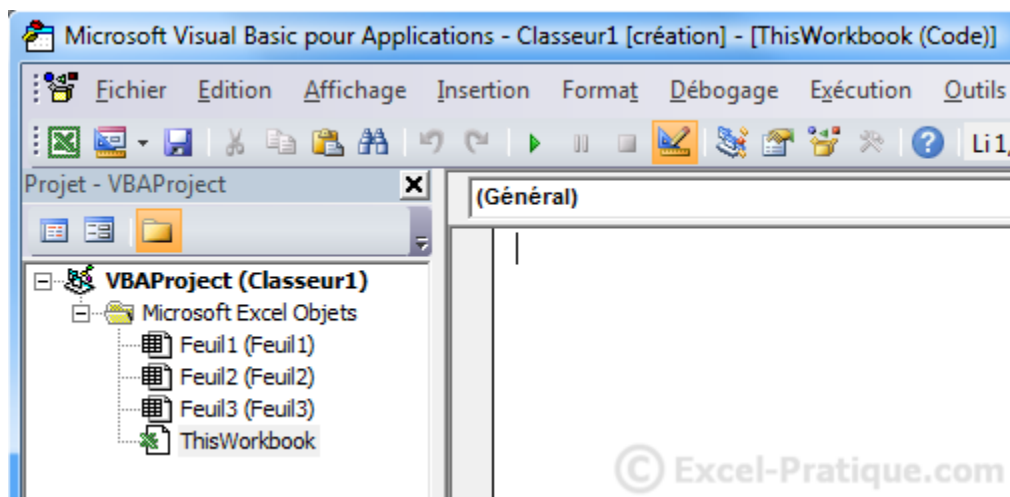 Microsoft Visual Basic pour Applications - Classeur1 [création] - [ThisWorkbook (Code)]
Fichier Edition Affichage Insertion Format Débogage Exécution Outils
Li1,
Projet - VBAProject
(Général)
VBAProject (Classeur1)
Microsoft Excel Objets
Feuil1 (Feuil1)
Feuil2 (Feuil2)
Feuil3 (Feuil3)
ThisWorkbook
© Excel-Pratique.com